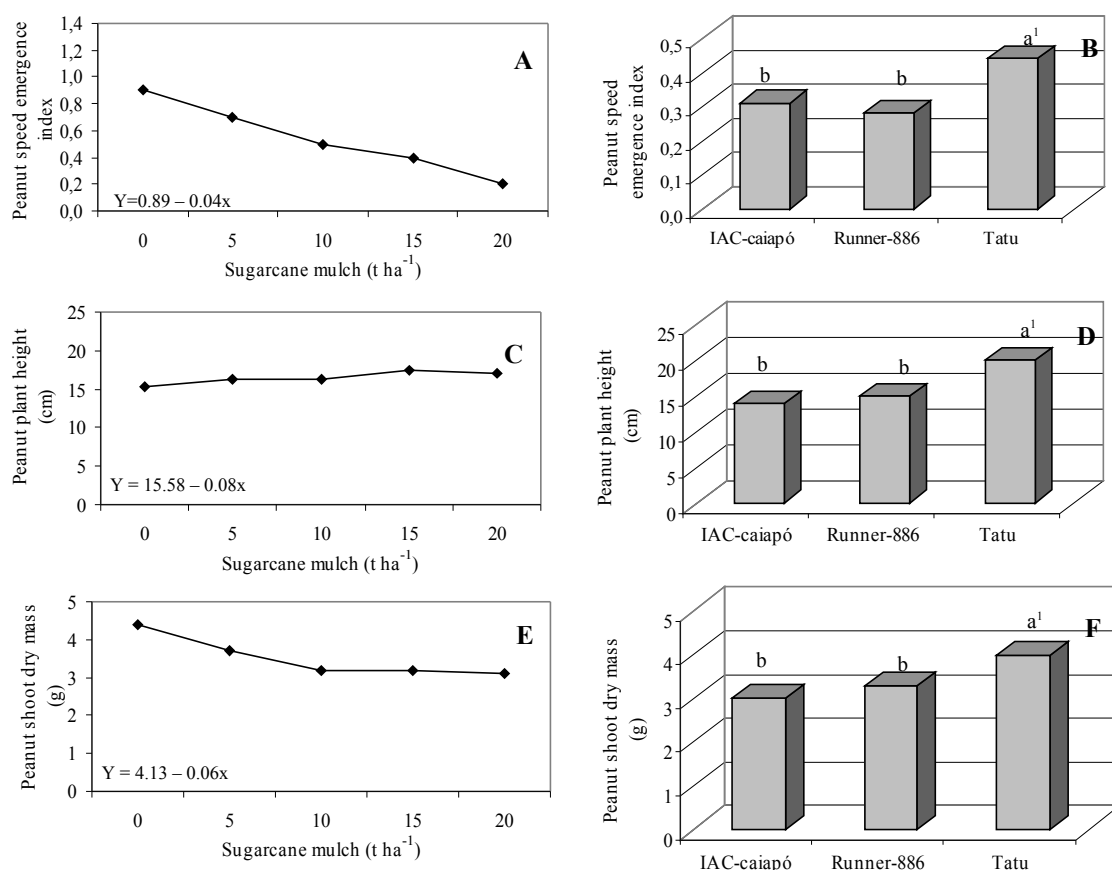 Peanut speed emergence
index
1,4
1,2
1,0
0,8
0,6
0,4
0,2
0,0
A
Y=0.89 – 0.04x
0 5 10 15 20
Sugarcane mulch (t ha⁻¹)
Peanut speed
emergence index
0,5
0,4
0,3
0,2
0,1
0,0
b b a¹
B
IAC-caiapó Runner-886 Tatu
Peanut plant height
(cm)
25
20
15
10
5
0
C
Y = 15.58 – 0.08x
0 5 10 15 20
Sugarcane mulch (t ha⁻¹)
Peanut plant height
(cm)
25
20
15
10
5
0
b b a¹
D
IAC-caiapó Runner-886 Tatu
Peanut shoot dry mass
(g)
5
4
3
2
1
0
E
Y = 4.13 – 0.06x
0 5 10 15 20
Sugarcane mulch (t ha⁻¹)
Peanut shoot dry mass
(g)
5
4
3
2
1
0
b b a¹
F
IAC-caiapó Runner-886 Tatu